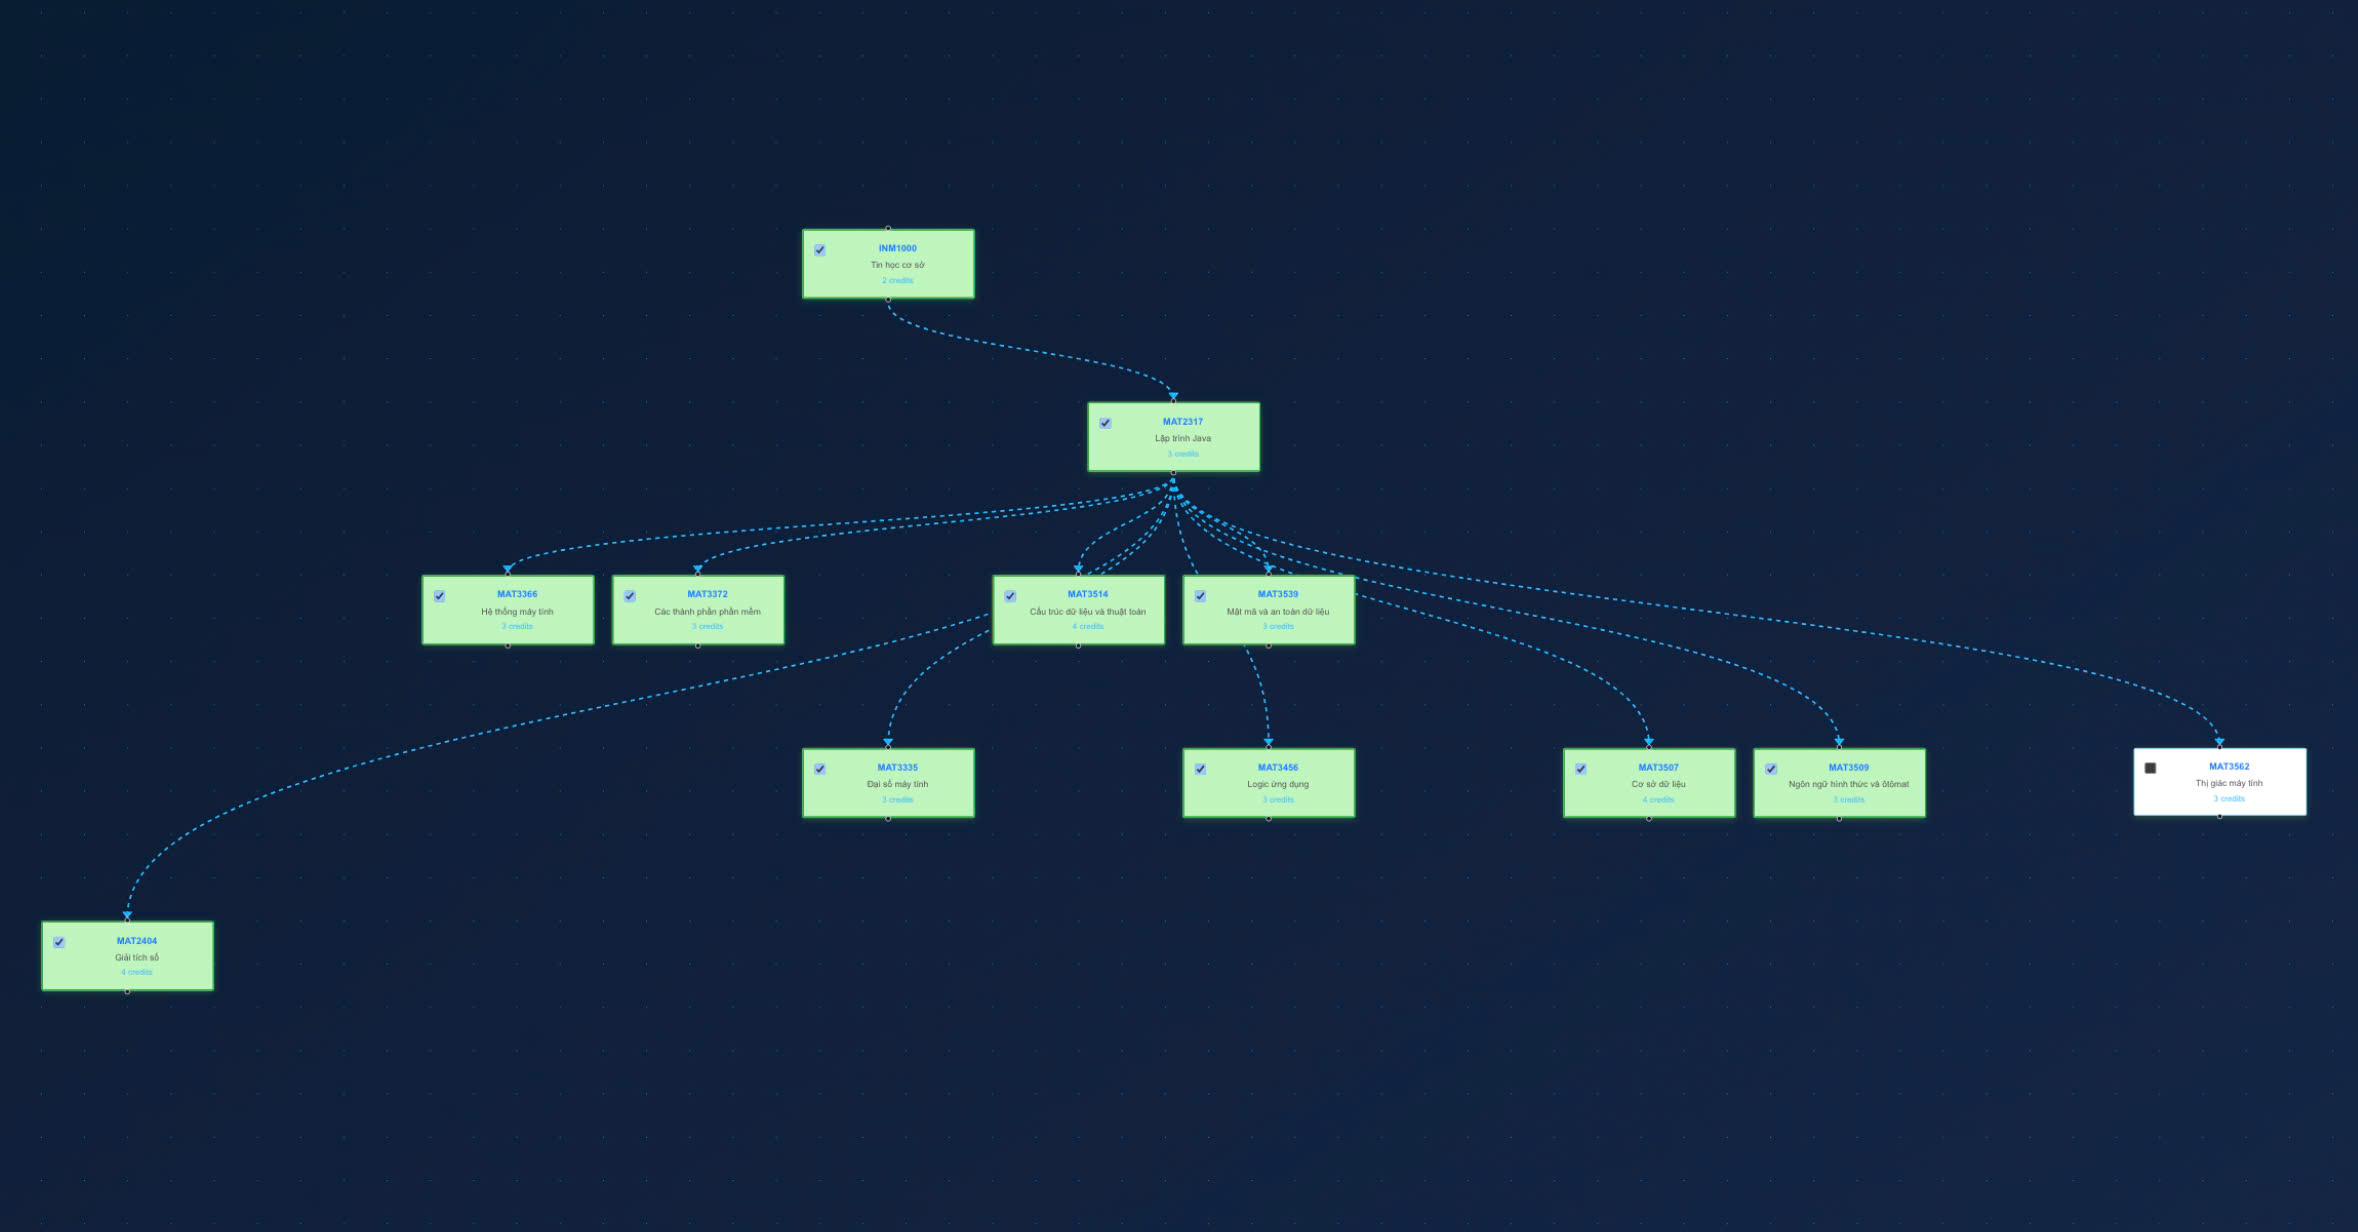 INM1000
Tin học cơ sở
2 credits
MAT2317
Lập trình Java
3 credits
MAT3366
Hệ thống máy tính
3 credits
MAT3372
Các thành phần phần mềm
3 credits
MAT3514
Cấu trúc dữ liệu và thuật toán
4 credits
MAT3539
Mật mã và an toàn dữ liệu
3 credits
MAT3335
Đại số máy tính
3 credits
MAT3456
Logic ứng dụng
3 credits
MAT3507
Cơ sở dữ liệu
4 credits
MAT3509
Ngôn ngữ hình thức và ôtômat
3 credits
MAT3562
Thị giác máy tính
3 credits
MAT2404
Giải tích số
4 credits